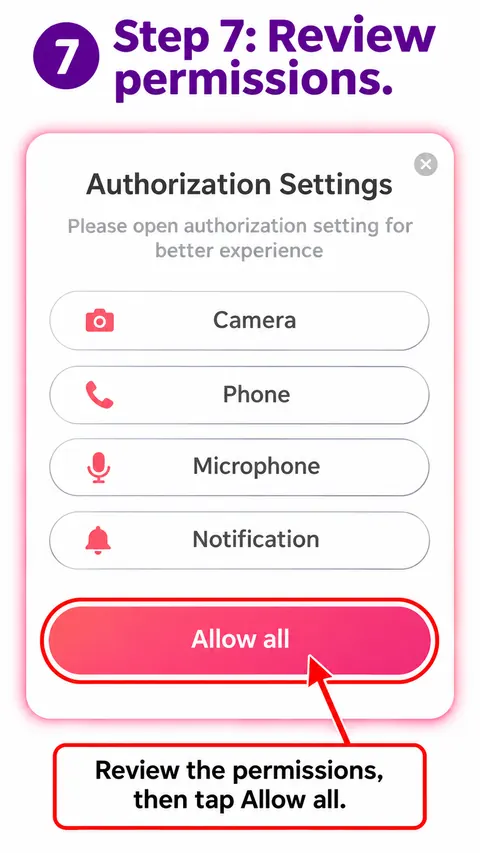 7
Step 7: Review
permissions.
Authorization Settings
Please open authorization setting for
better experience
Camera
Phone
Microphone
Notification
Allow all
Review the permissions,
then tap Allow all.